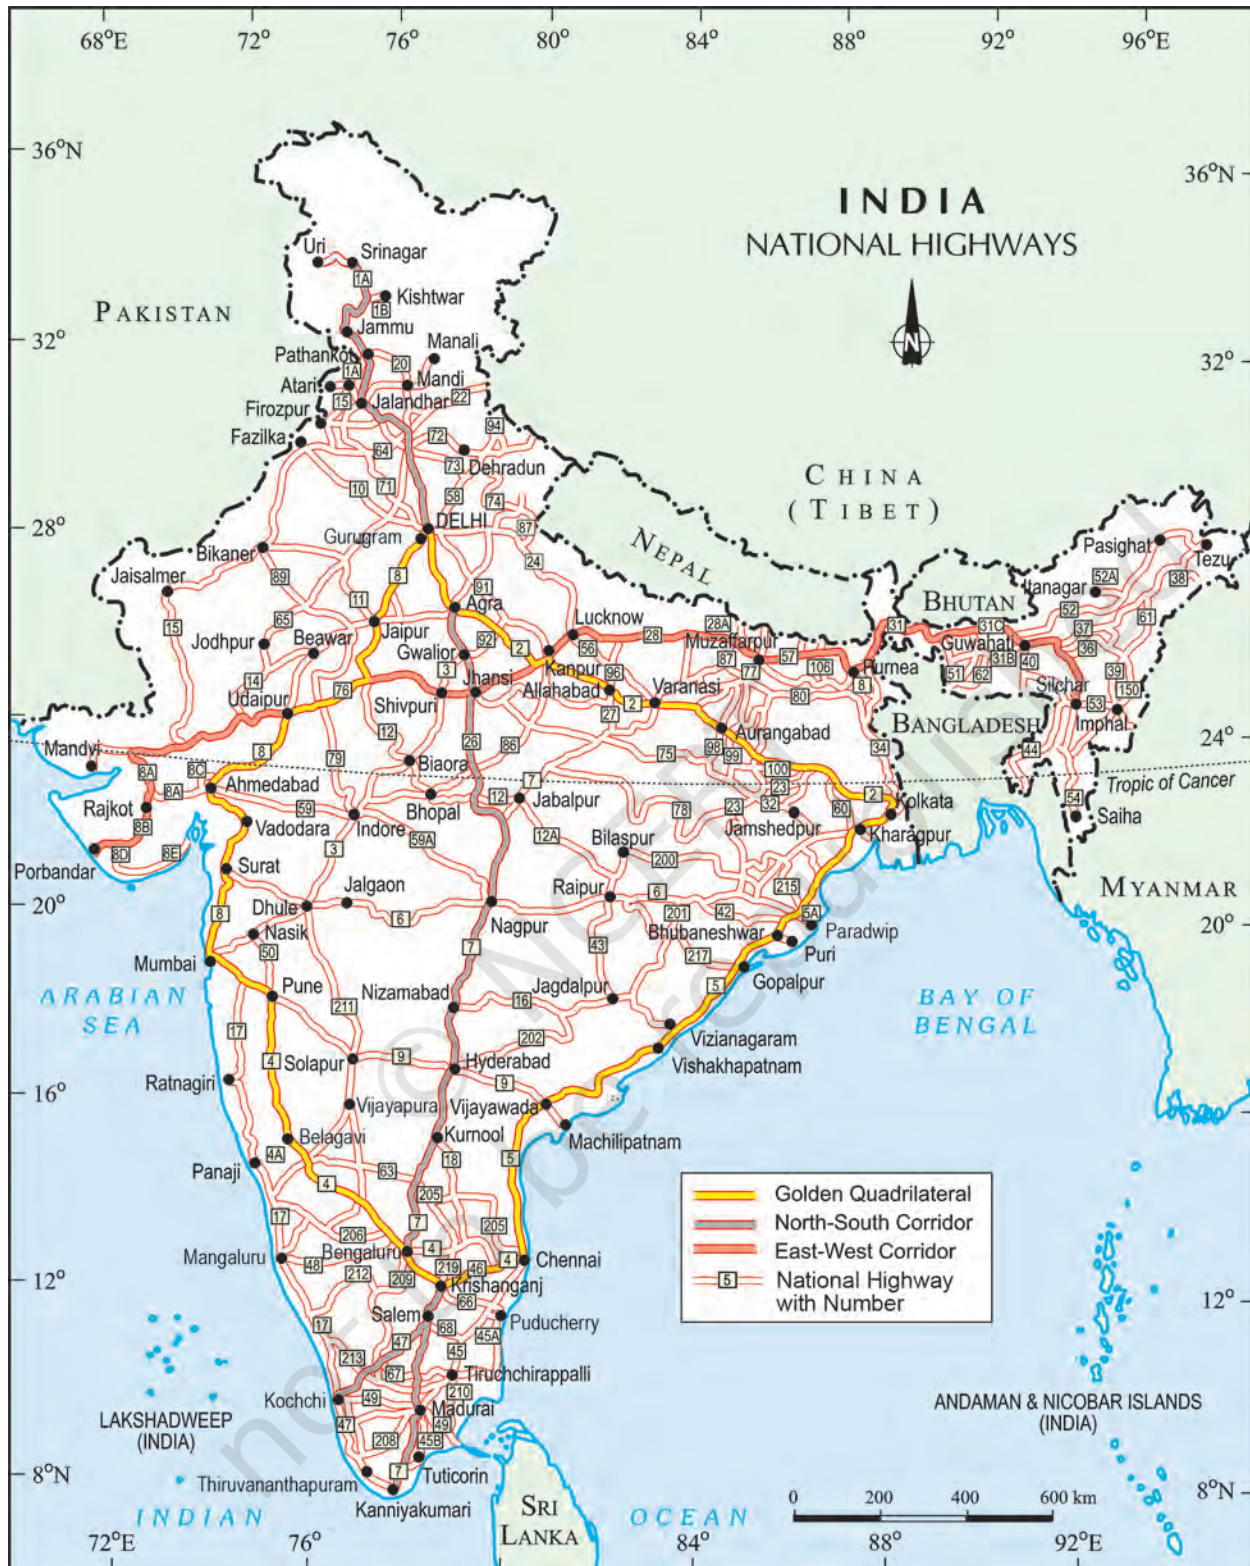 68°E
72°
76°
80°
84°
88°
92°
96°E
36°N
36°N
INDIA
NATIONAL HIGHWAYS
N
Uri
Srinagar
1A
Kishtwar
1B
PAKISTAN
Jammu
32°
32°
Manali
Pathankot
20
1A
Atari
Mandi
15
Jalandhar
22
Firozpur
94
Fazilka
72
64
73
Dehradun
CHINA
(TIBET)
10
71
58
74
28°
28°
DELHI
87
Gurugram
NEPAL
Pasighat
Tezu
Bikaner
24
Jaisalmer
89
8
91
Itanagar
52A
38
BHUTAN
11
Agra
52
61
15
65
Lucknow
28A
31
31C
37
Jodhpur
Beawar
Jaipur
92
2
56
28
Muzaffarpur
Guwahati
36
Gwalior
Kanpur
87
57
106
Purnea
31B
40
39
14
3
Jhansi
96
77
51
62
76
Allahabad
Varanasi
8
Silchar
150
Udaipur
Shivpuri
27
2
80
53
Imphal
Aurangabad
BANGLADESH
12
26
86
98
34
44
24°
Mandvi
8
79
Biaora
75
99
100
Tropic of Cancer
8A
8C
7
23
8A
Ahmedabad
12
Jabalpur
23
32
60
2
Kolkata
54
Rajkot
59
Bhopal
78
Saiha
8B
Vadodara
Indore
59A
12A
Bilaspur
Jamshedpur
Kharagpur
8D
8E
3
Porbandar
200
Surat
215
MYANMAR
Jalgaon
Raipur
6
20°
20°
8
Dhule
6
Nagpur
201
42
5A
Paradwip
Nasik
Bhubaneshwar
50
7
43
217
Puri
Mumbai
Gopalpur
ARABIAN
SEA
Pune
Nizamabad
Jagdalpur
5
BAY OF
BENGAL
211
16
17
202
Vizianagaram
4
Solapur
9
Hyderabad
Vishakhapatnam
Ratnagiri
9
16°
16°
Vijayapura
Vijayawada
Kurnool
Machilipatnam
Belagavi
4A
18
5
Panaji
63
4
205
17
7
205
206
4
Mangaluru
Bengaluru
219
46
4
Chennai
48
212
209
Krishanganj
12°
12°
66
Salem
Puducherry
17
68
45A
47
213
45
67
Tiruchchirappalli
Kochchi
49
210
47
Madurai
49
208
45B
7
Tuticorin
Thiruvananthapuram
Kanniyakumari
8°N
8°N
Golden Quadrilateral
North-South Corridor
East-West Corridor
5
National Highway
with Number
LAKSHADWEEP
(INDIA)
ANDAMAN & NICOBAR ISLANDS
(INDIA)
SRI
LANKA
INDIAN
OCEAN
0
200
400
600 km
72°E
76°
84°
88°
92°E
© NCERT
not to be republished